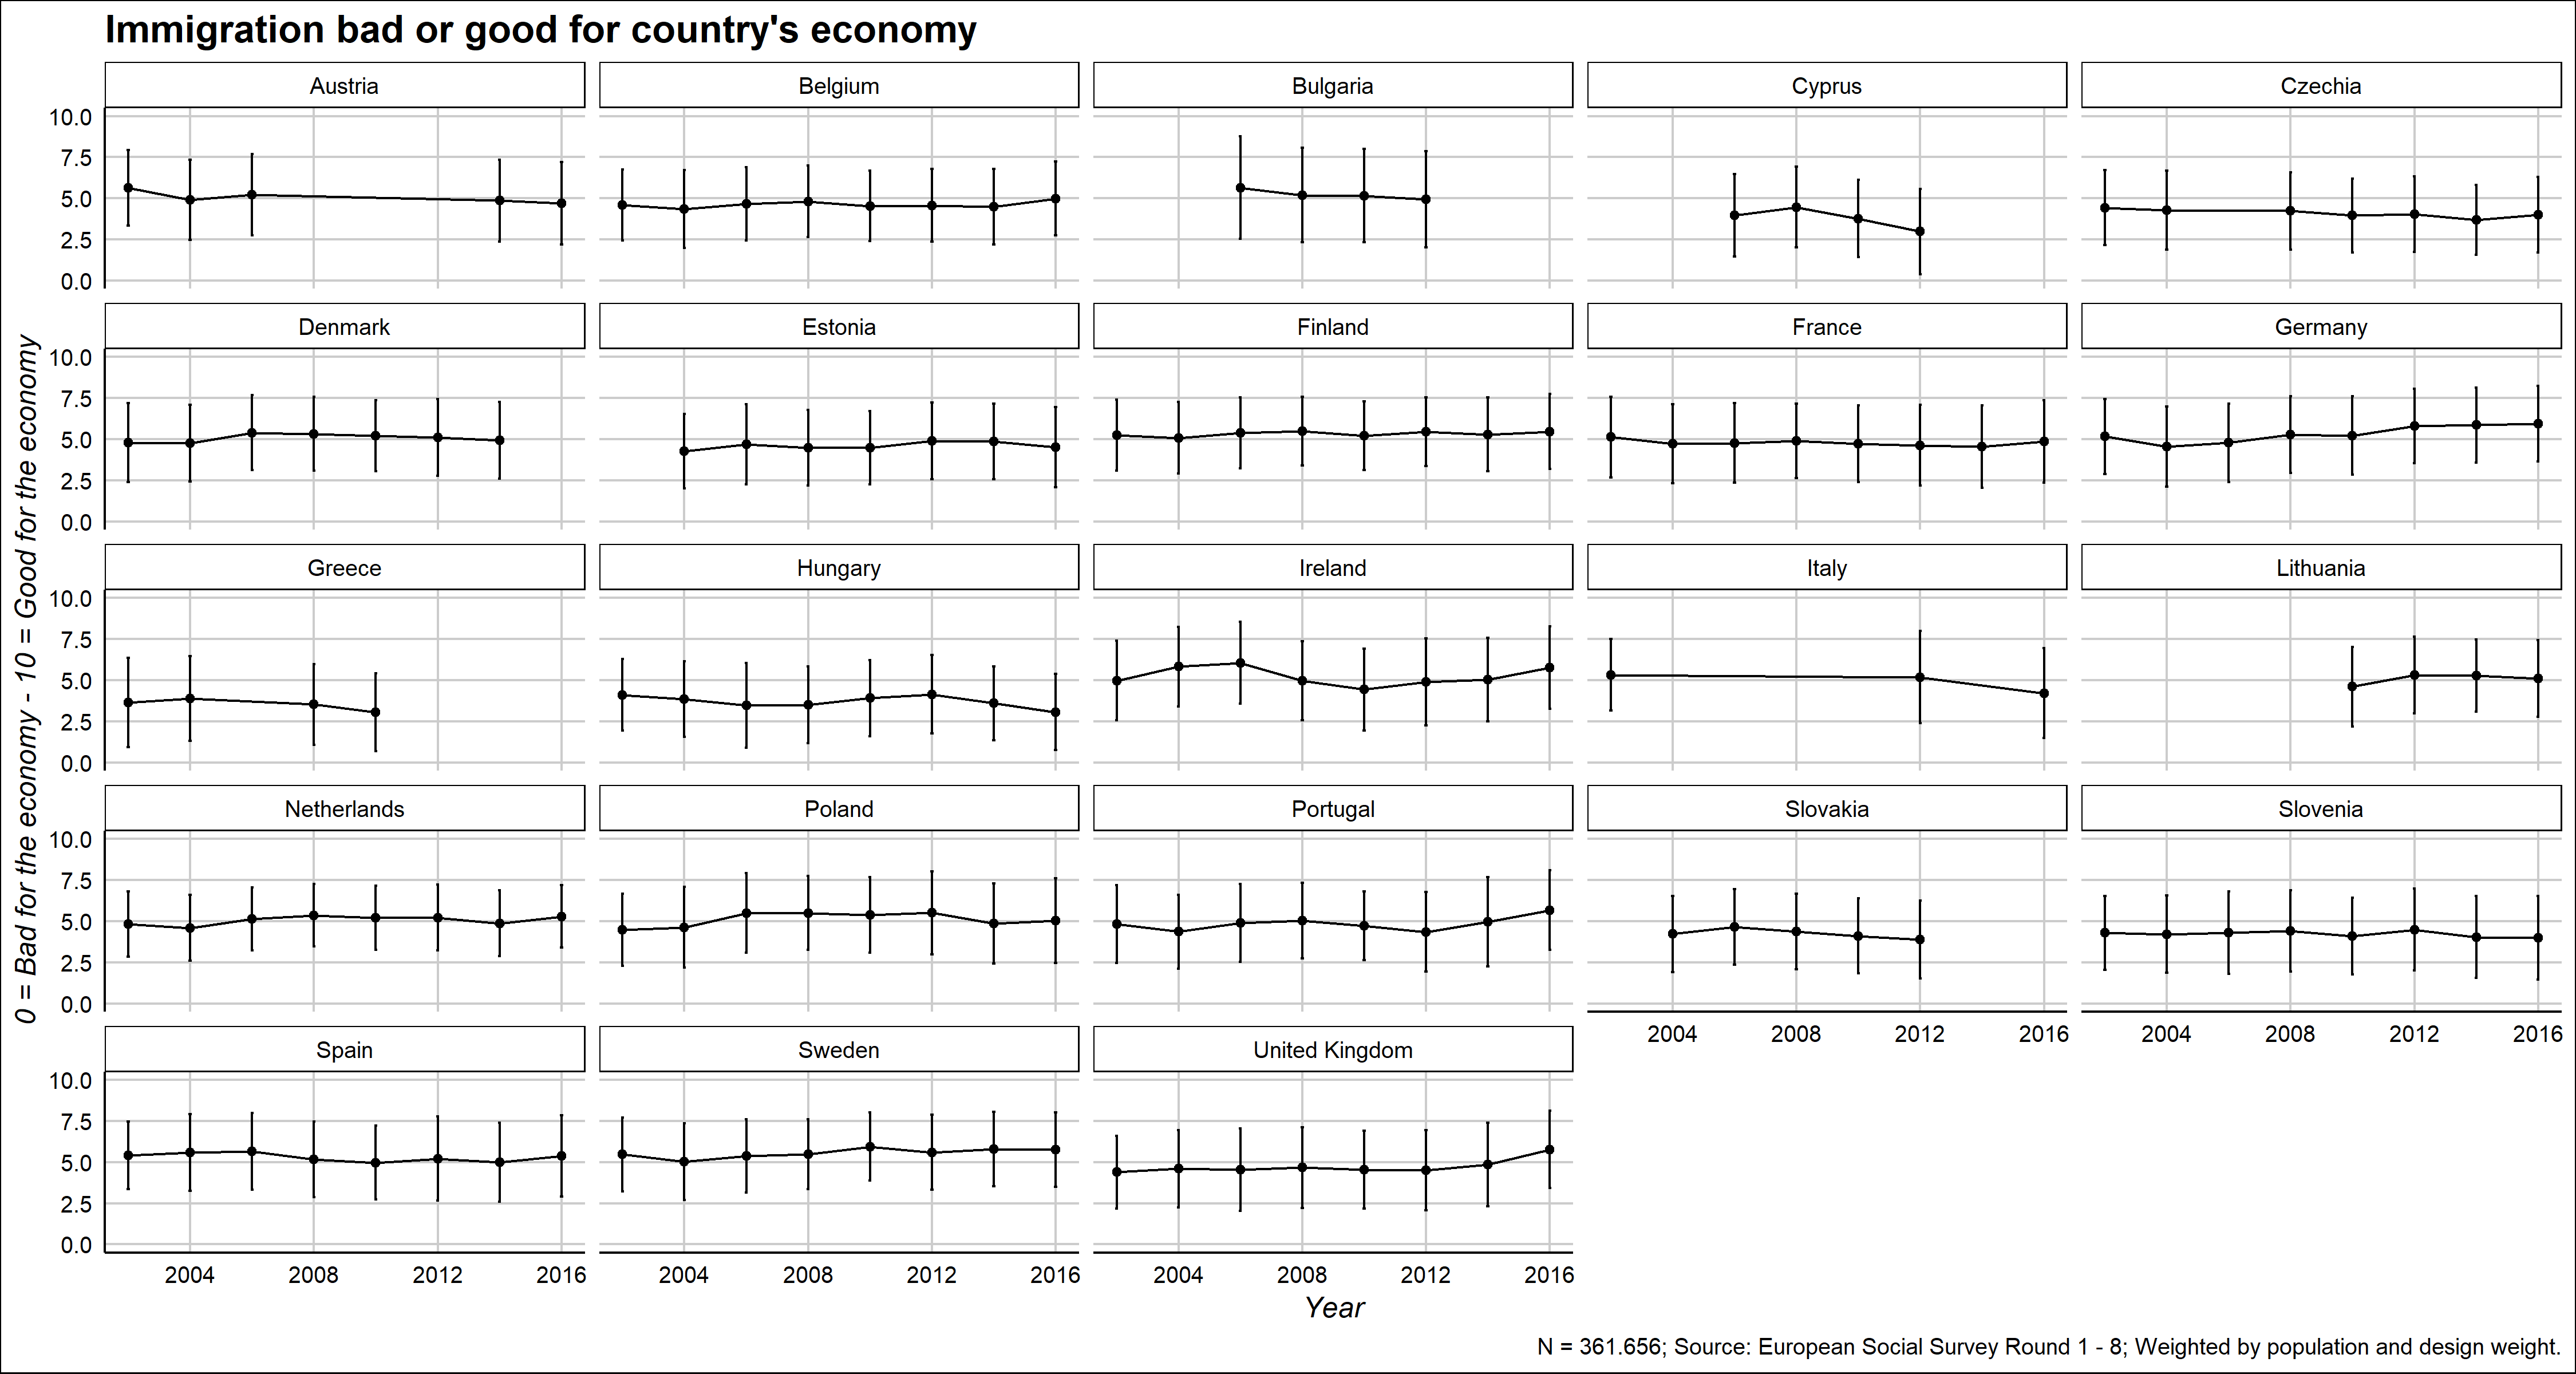 Immigration bad or good for country's economy
0 = Bad for the economy - 10 = Good for the economy
Austria Belgium Bulgaria Cyprus Czechia
10.0
7.5
5.0
2.5
0.0
Denmark Estonia Finland France Germany
10.0
7.5
5.0
2.5
0.0
Greece Hungary Ireland Italy Lithuania
10.0
7.5
5.0
2.5
0.0
Netherlands Poland Portugal Slovakia Slovenia
10.0
7.5
5.0
2.5
0.0
2004 2008 2012 2016 2004 2008 2012 2016
Spain Sweden United Kingdom
10.0
7.5
5.0
2.5
0.0
2004 2008 2012 2016 2004 2008 2012 2016 2004 2008 2012 2016
Year
N = 361.656; Source: European Social Survey Round 1 - 8; Weighted by population and design weight.